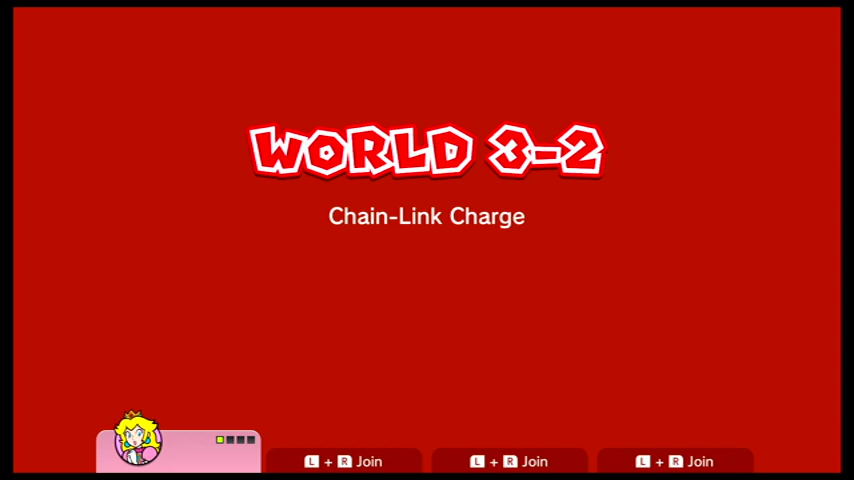 WORLD 3-2
Chain-Link Charge
L + R Join L + R Join L + R Join